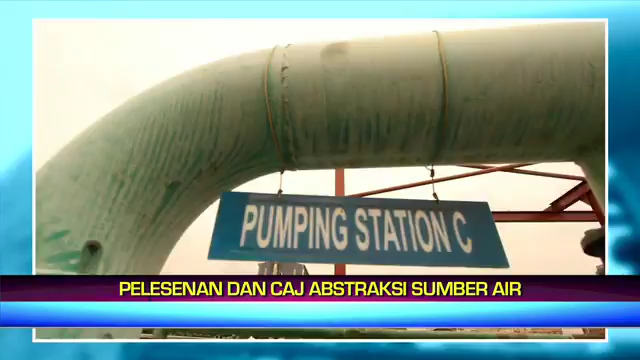 PUMPING STATION C
PELESENAN DAN CAJ ABSTRAKSI SUMBER AIR